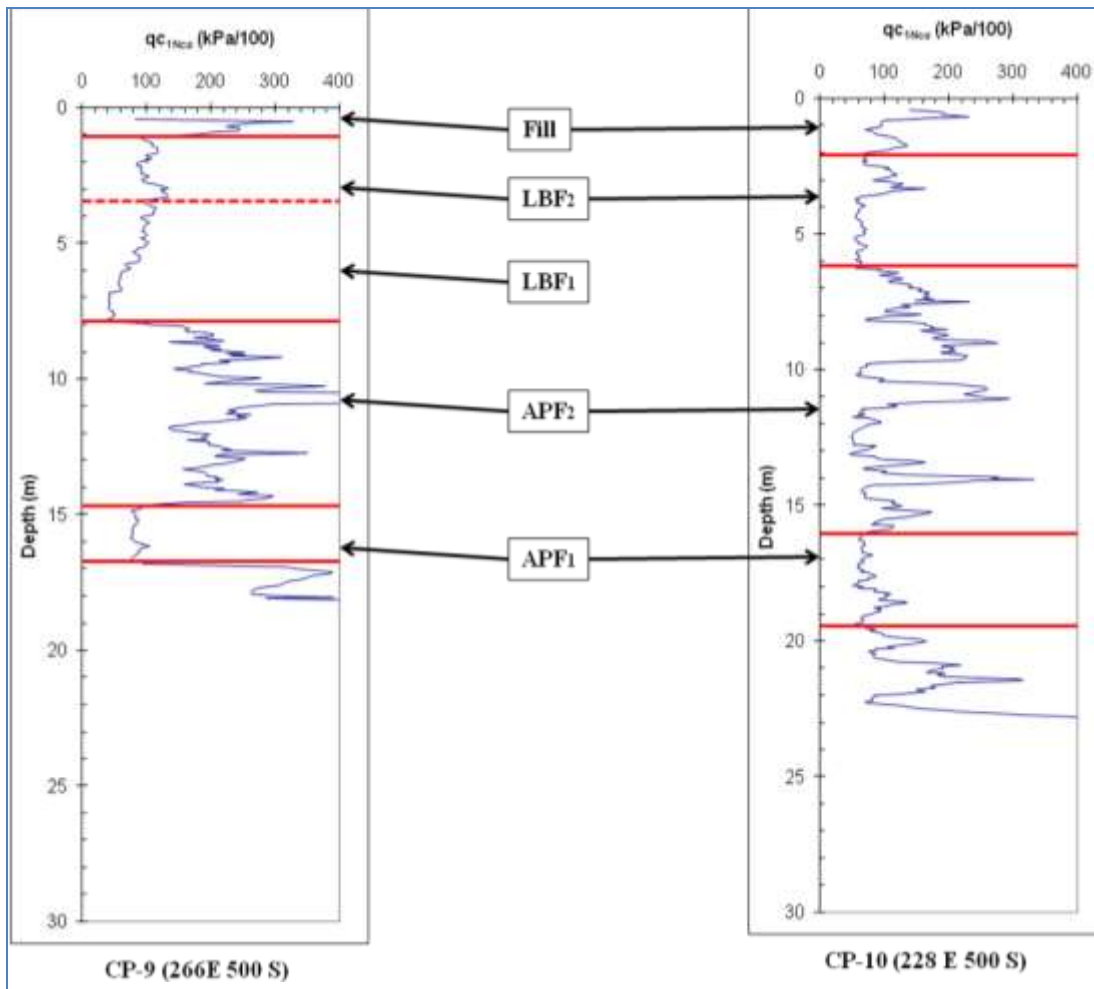 qc1Ncs (kPa/100)
0 100 200 300 400
0
5
10
15
20
25
30
Depth (m)
CP-9 (266E 500 S)
Fill
LBF2
LBF1
APF2
APF1
qc1Ncs (kPa/100)
0 100 200 300 400
0
5
10
15
20
25
30
Depth (m)
CP-10 (228 E 500 S)